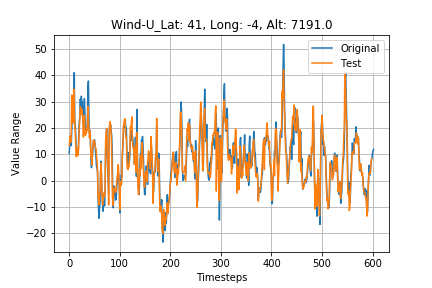 Wind-U_Lat: 41, Long: -4, Alt: 7191.0
Original
Test
Value Range
50
40
30
20
10
0
−10
−20
0 100 200 300 400 500 600
Timesteps